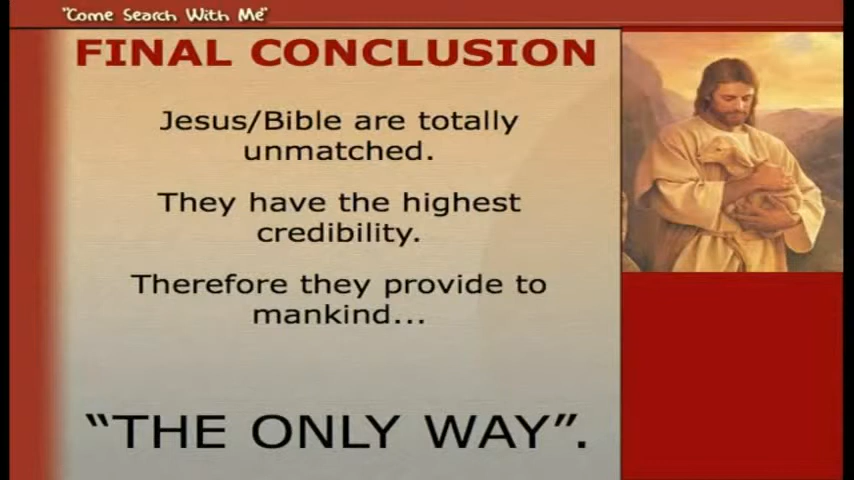 "Come Search With Me"
FINAL CONCLUSION
Jesus/Bible are totally
unmatched.
They have the highest
credibility.
Therefore they provide to
mankind...
“THE ONLY WAY”.